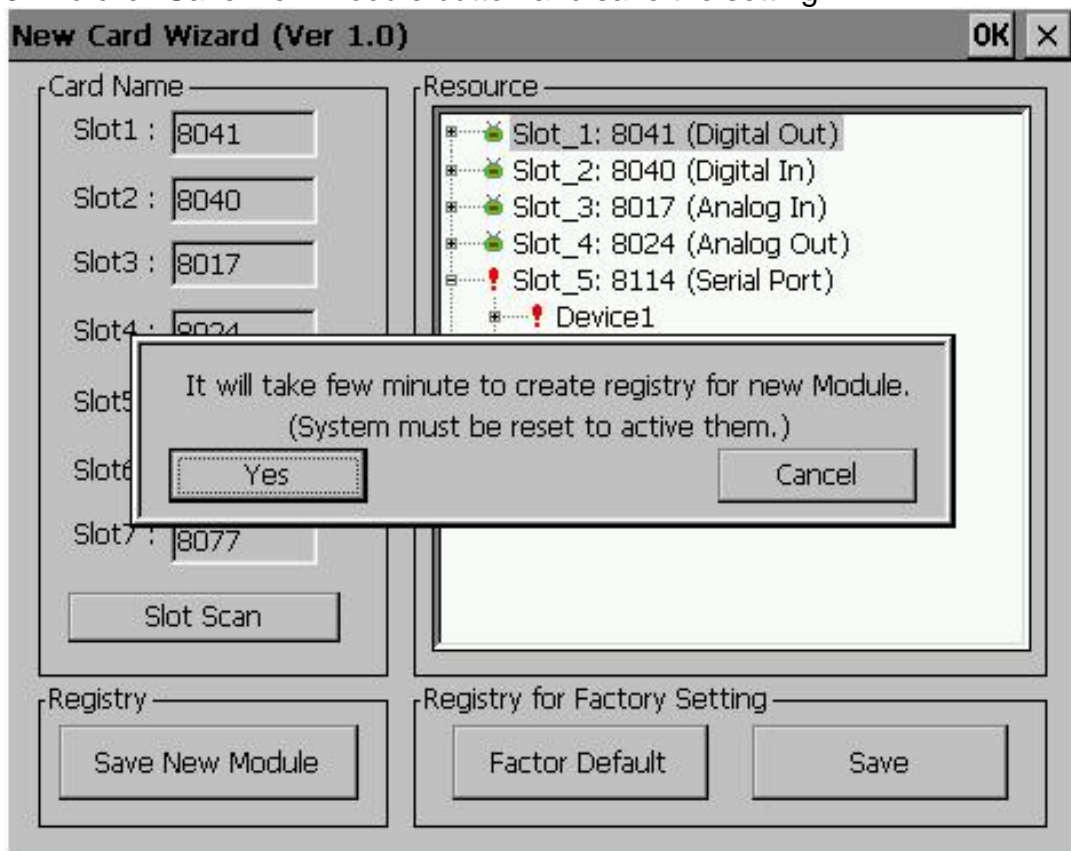 New Card Wizard (Ver 1.0)
OK
Card Name
Slot1 : 8041
Slot2 : 8040
Slot3 : 8017
Slot4 : 8024
Slot5
Slot6
Slot7 : 8077
Slot Scan
Resource
Slot_1: 8041 (Digital Out)
Slot_2: 8040 (Digital In)
Slot_3: 8017 (Analog In)
Slot_4: 8024 (Analog Out)
Slot_5: 8114 (Serial Port)
Device1
It will take few minute to create registry for new Module.
(System must be reset to active them.)
Yes
Cancel
Registry
Save New Module
Registry for Factory Setting
Factor Default
Save